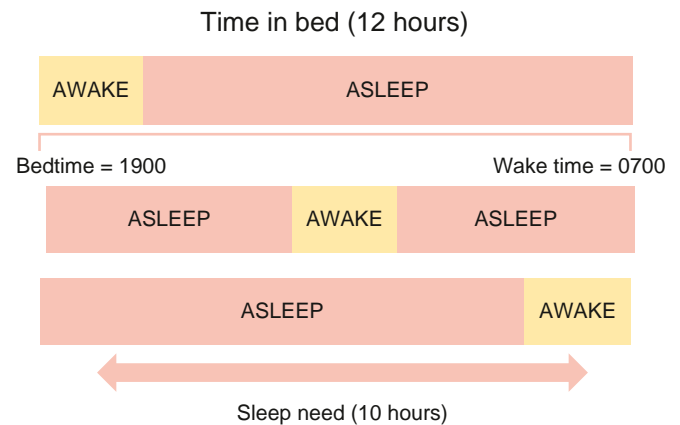 Time in bed (12 hours)
AWAKE ASLEEP
Bedtime = 1900 Wake time = 0700
ASLEEP AWAKE ASLEEP
ASLEEP AWAKE
Sleep need (10 hours)